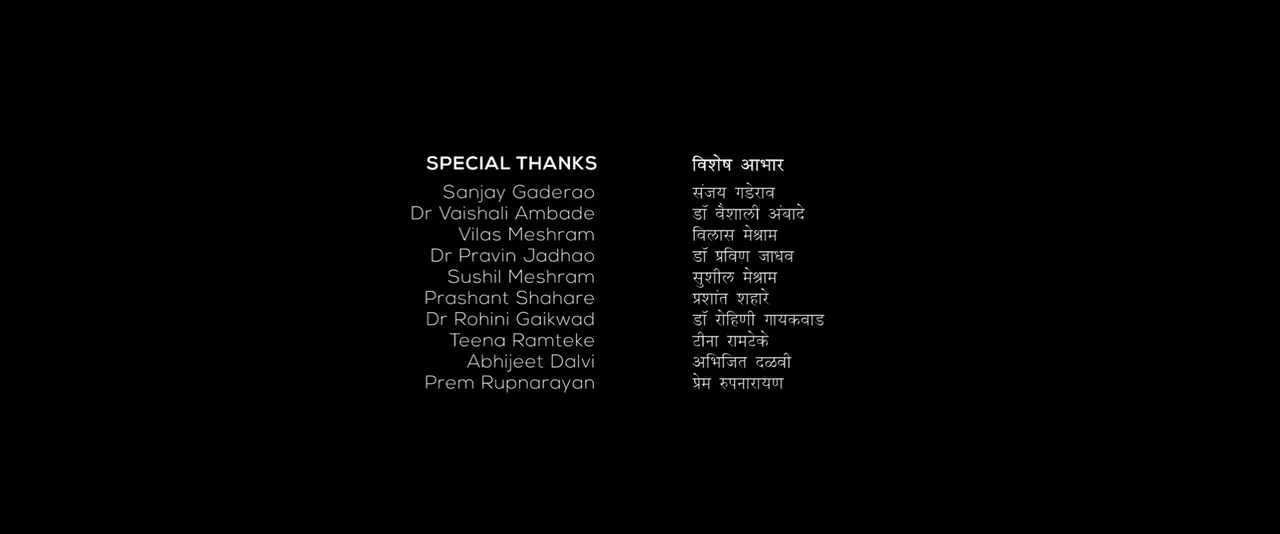 SPECIAL THANKS विशेष आभार
Sanjay Gaderao संजय गडेराव
Dr Vaishali Ambade डॉ वैशाली अंबादे
Vilas Meshram विलास मेश्राम
Dr Pravin Jadhao डॉ प्रविण जाधव
Sushil Meshram सुशील मेश्राम
Prashant Shahare प्रशांत शहारे
Dr Rohini Gaikwad डॉ रोहिणी गायकवाड
Teena Ramteke टीना रामटेके
Abhijeet Dalvi अभिजित दळवी
Prem Rupnarayan प्रेम रुपनारायण